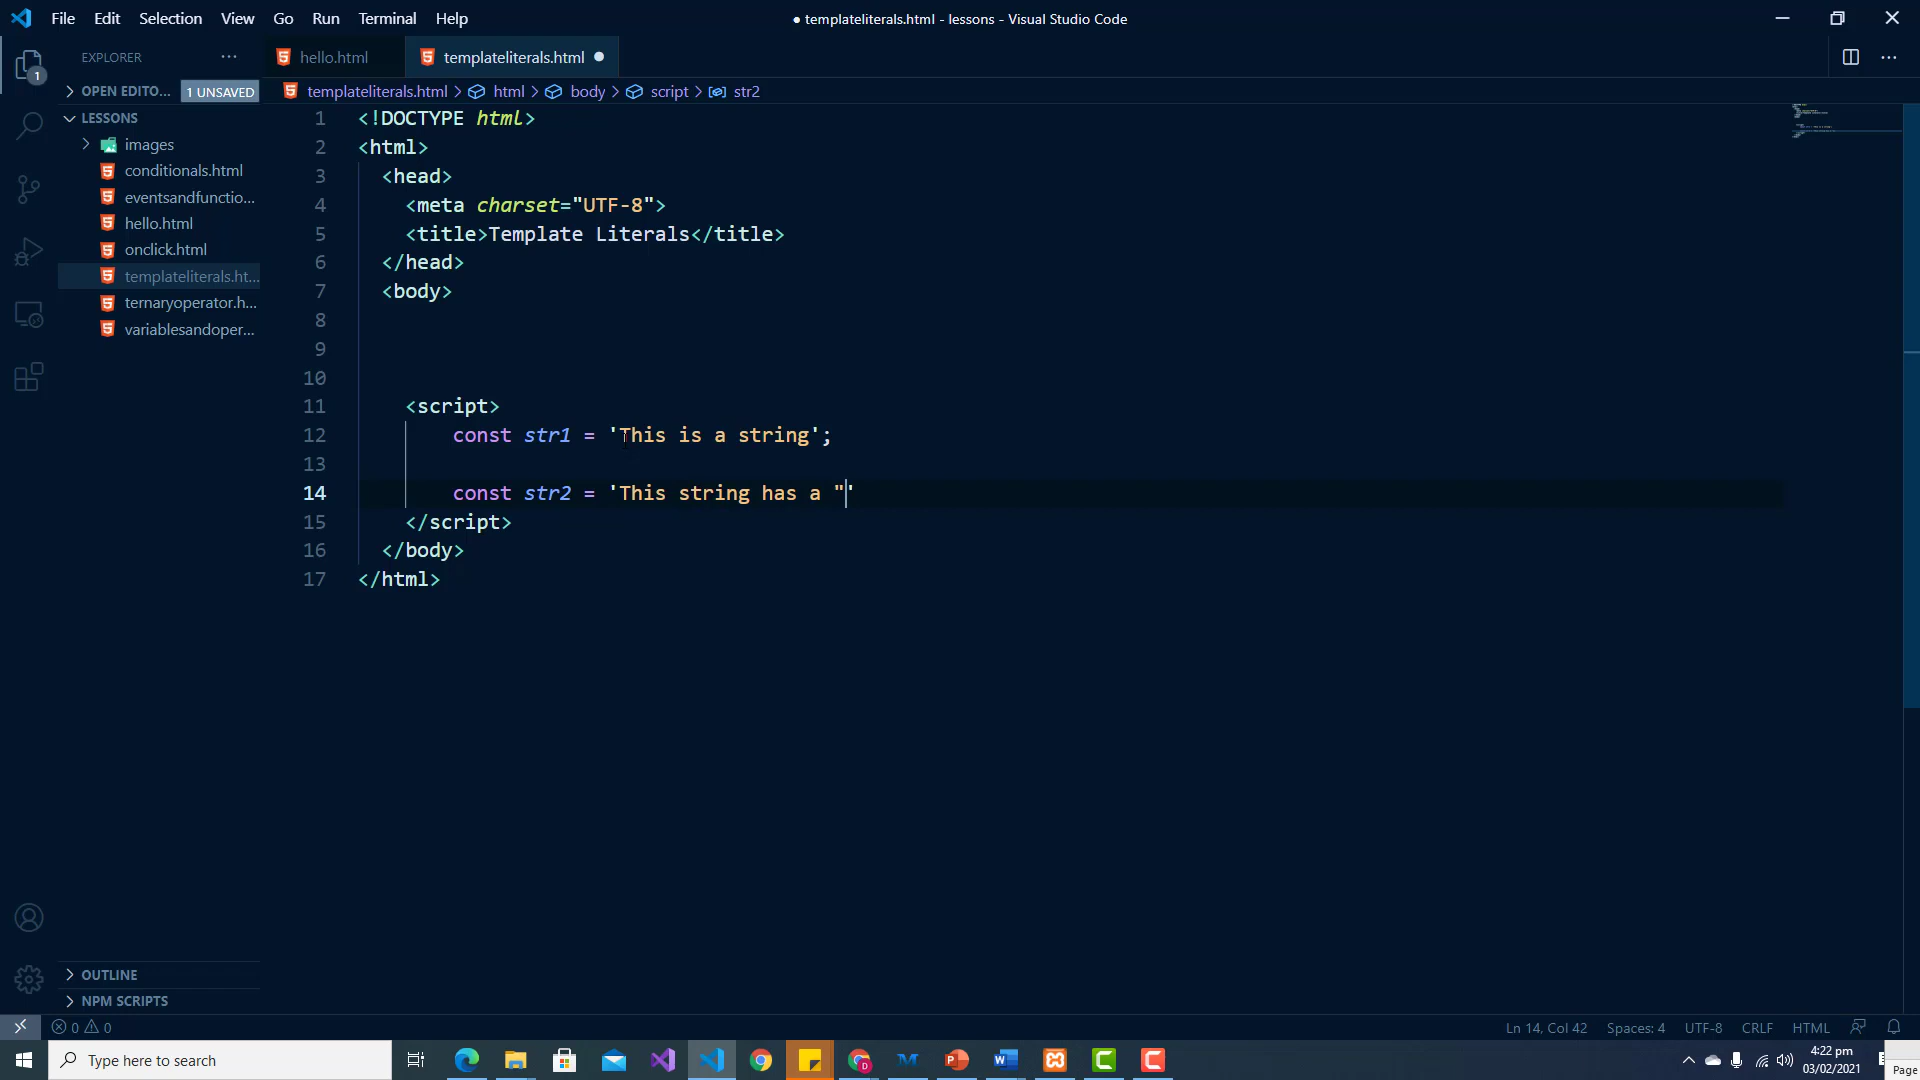 File Edit Selection View Go Run Terminal Help
● templateliterals.html - lessons - Visual Studio Code
EXPLORER ···
hello.html
templateliterals.html ●
1
OPEN EDITO... 1 UNSAVED
templateliterals.html > html > body > script > str2
LESSONS
images
conditionals.html
eventsandfunctio...
hello.html
onclick.html
templateliterals.ht...
ternaryoperator.h...
variablesandoper...
1 <!DOCTYPE html>
2 <html>
3 <head>
4 <meta charset="UTF-8">
5 <title>Template Literals</title>
6 </head>
7 <body>
8
9
10
11 <script>
12 const str1 = 'This is a string';
13
14 const str2 = 'This string has a "'
15 </script>
16 </body>
17 </html>
OUTLINE
NPM SCRIPTS
0 0
Ln 14, Col 42 Spaces: 4 UTF-8 CRLF HTML
Type here to search
4:22 pm
03/02/2021
Page